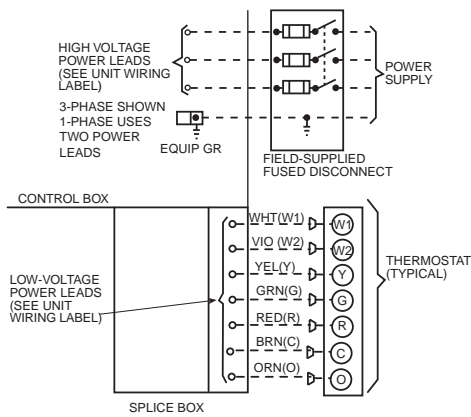 HIGH VOLTAGE
POWER LEADS
(SEE UNIT WIRING
LABEL)
POWER
SUPPLY
3-PHASE SHOWN
1-PHASE USES
TWO POWER
LEADS
EQUIP GR
FIELD-SUPPLIED
FUSED DISCONNECT
CONTROL BOX
LOW-VOLTAGE
POWER LEADS
(SEE UNIT
WIRING LABEL)
WHT(W1)
W1
VIO (W2)
W2
YEL(Y)
Y
GRN(G)
G
RED(R)
R
BRN(C)
C
ORN(O)
O
THERMOSTAT
(TYPICAL)
SPLICE BOX